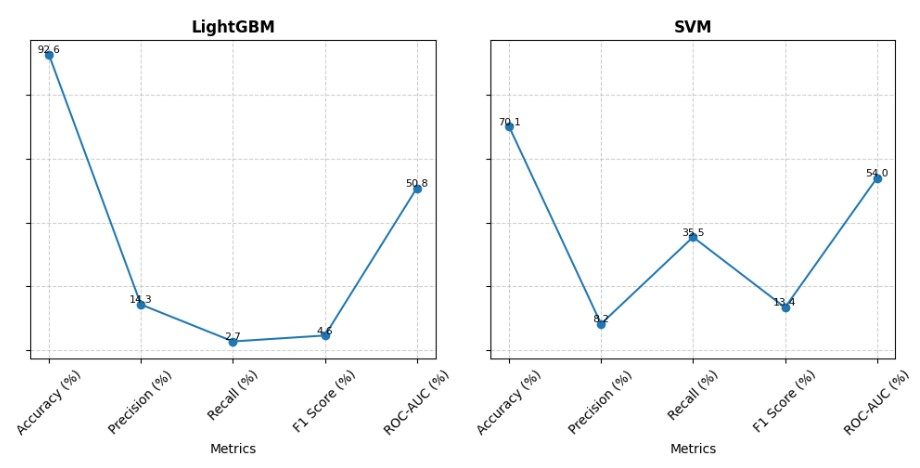 LightGBM
92.6
14.3
2.7
4.6
50.8
Accuracy (%)
Precision (%)
Recall (%)
F1 Score (%)
ROC-AUC (%)
Metrics
SVM
70.1
8.2
35.5
13.4
54.0
Accuracy (%)
Precision (%)
Recall (%)
F1 Score (%)
ROC-AUC (%)
Metrics